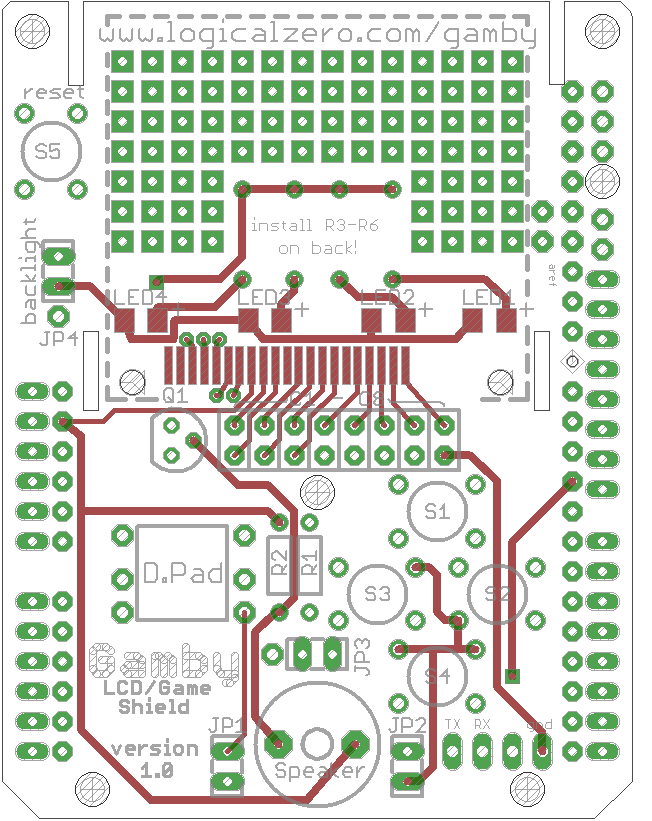 www.logicalzero.com/gamby
reset
S5
install R3-R6
on back!
backlight
aref
LED4+
LED3+
LED2+
LED1+
JP4
Q1
C1
C8
S1
R2
R1
D.Pad
S3
S2
Gamby
JP3
S4
LCD/Game
Shield
JP1
JP2
TX
RX
gnd
version
1.0
Speaker